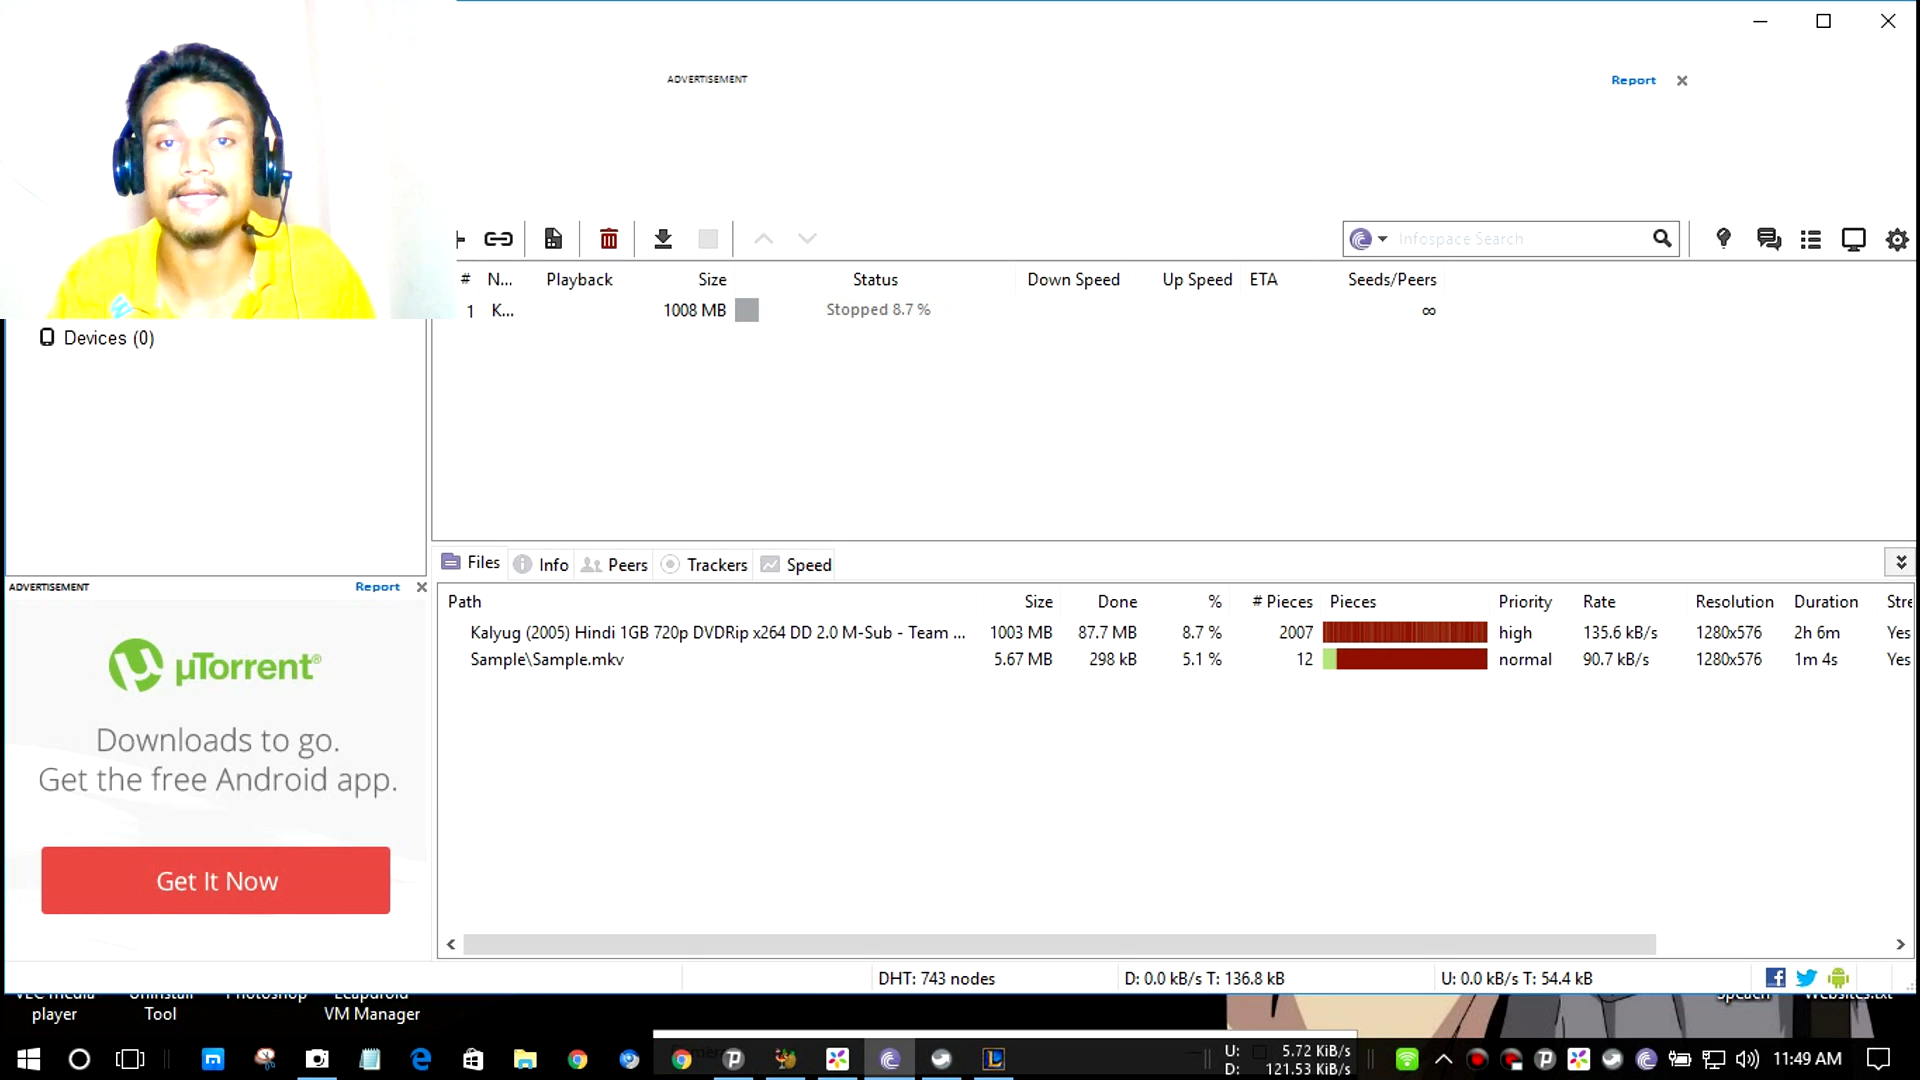 ADVERTISEMENT Report
Infospace Search
# N... Playback Size Status Down Speed Up Speed ETA Seeds/Peers
1 K... 1008 MB Stopped 8.7 % ∞
Devices (0)
Files Info Peers Trackers Speed
ADVERTISEMENT Report
Path Size Done % # Pieces Pieces Priority Rate Resolution Duration Stre
Kalyug (2005) Hindi 1GB 720p DVDRip x264 DD 2.0 M-Sub - Team ... 1003 MB 87.7 MB 8.7 % 2007 high 135.6 kB/s 1280x576 2h 6m Yes
Sample\Sample.mkv 5.67 MB 298 kB 5.1 % 12 normal 90.7 kB/s 1280x576 1m 4s Yes
µTorrent®
Downloads to go.
Get the free Android app.
Get It Now
DHT: 743 nodes D: 0.0 kB/s T: 136.8 kB U: 0.0 kB/s T: 54.4 kB
VLC media Uninstall Photoshop Leapdroid Speach Websites.txt
player Tool VM Manager
U: 5.72 KiB/s
D: 121.53 KiB/s
11:49 AM